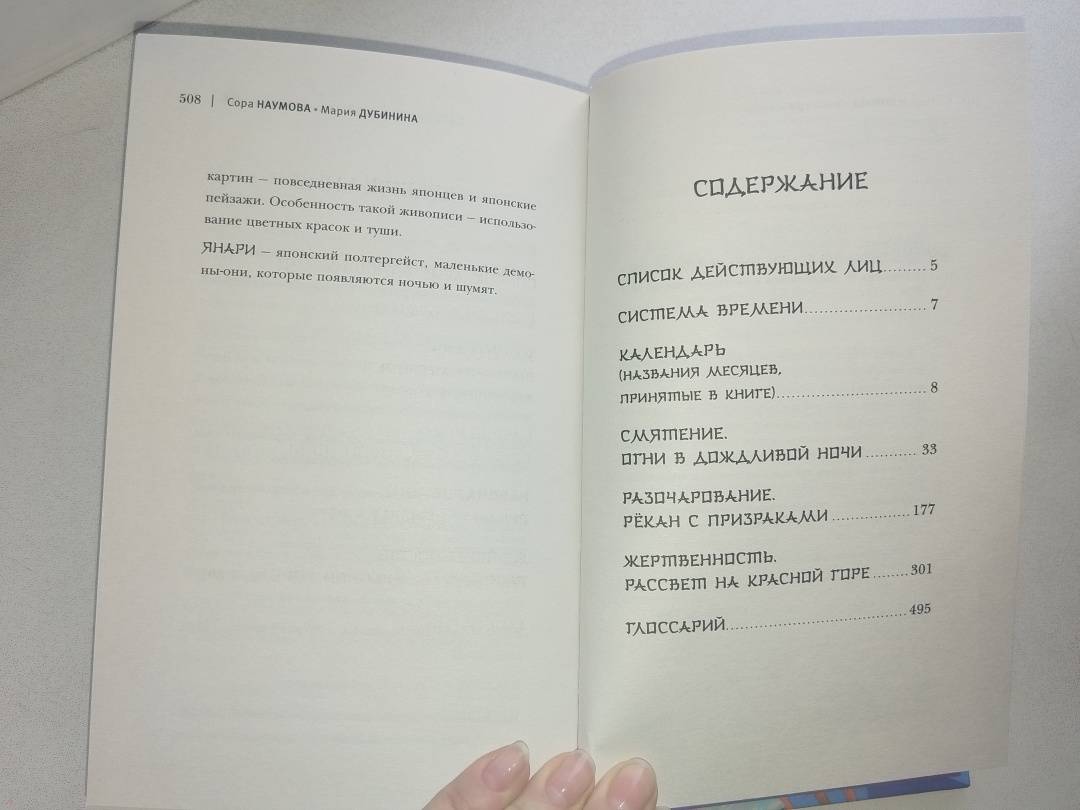 508 | Сора НАУМОВА • Мария ДУБИНИНА
картин — повседневная жизнь японцев и японские
пейзажи. Особенность такой живописи — использо-
вание цветных красок и туши.
ЯНАРИ — японский полтергейст, маленькие демо-
ны-они, которые появляются ночью и шумят.
СОДЕРЖАНИЕ
СПИСОК ДЕЙСТВУЮЩИХ ЛИЦ......... 5
СИСТЕМА ВРЕМЕНИ......................... 7
КАЛЕНДАРЬ
(НАЗВАНИЯ МЕСЯЦЕВ,
ПРИНЯТЫЕ В КНИГЕ).............................. 8
СМЯТЕНИЕ.
ОГНИ В ДОЖДЛИВОЙ НОЧИ ........... 33
РАЗОЧАРОВАНИЕ.
РЁКАН С ПРИЗРАКАМИ ................. 177
ЖЕРТВЕННОСТЬ.
РАССВЕТ НА КРАСНОЙ ГОРЕ ........ 301
ГЛОССАРИЙ..................................... 495